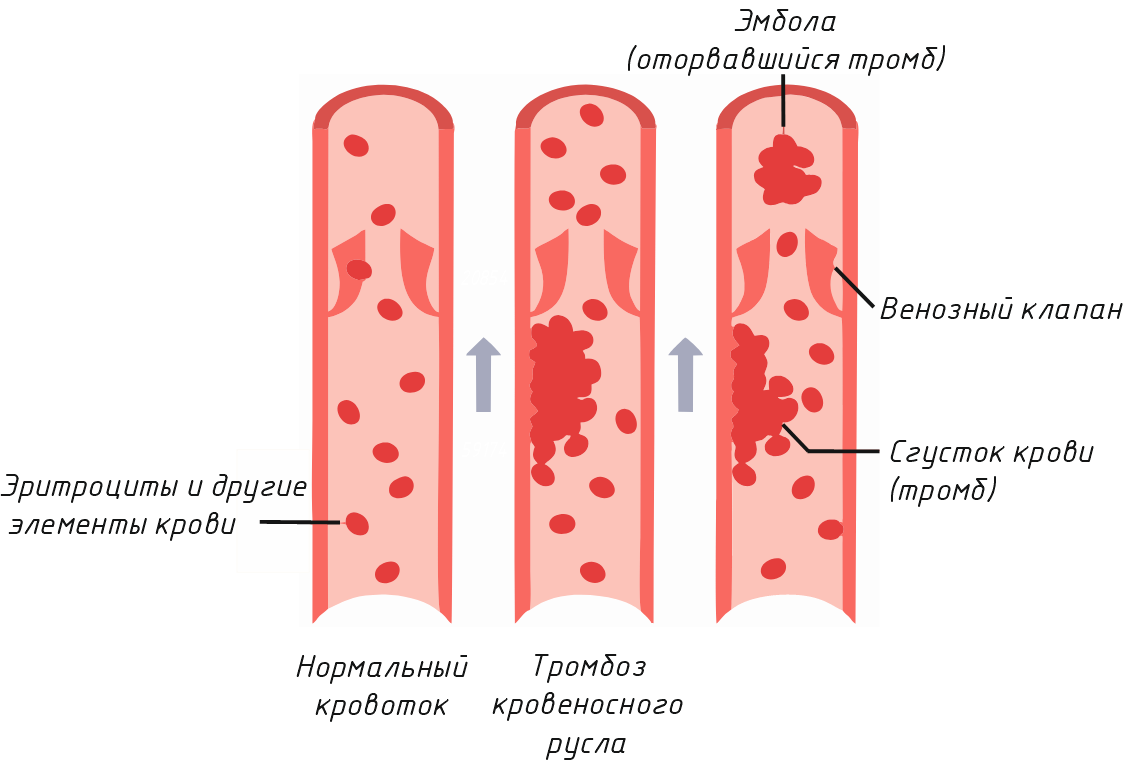 Эмбола
(оторвавшийся тромб)
Венозный клапан
Сгусток крови
(тромб)
Эритроциты и другие
элементы крови
Нормальный
кровоток
Тромбоз
кровеносного
русла